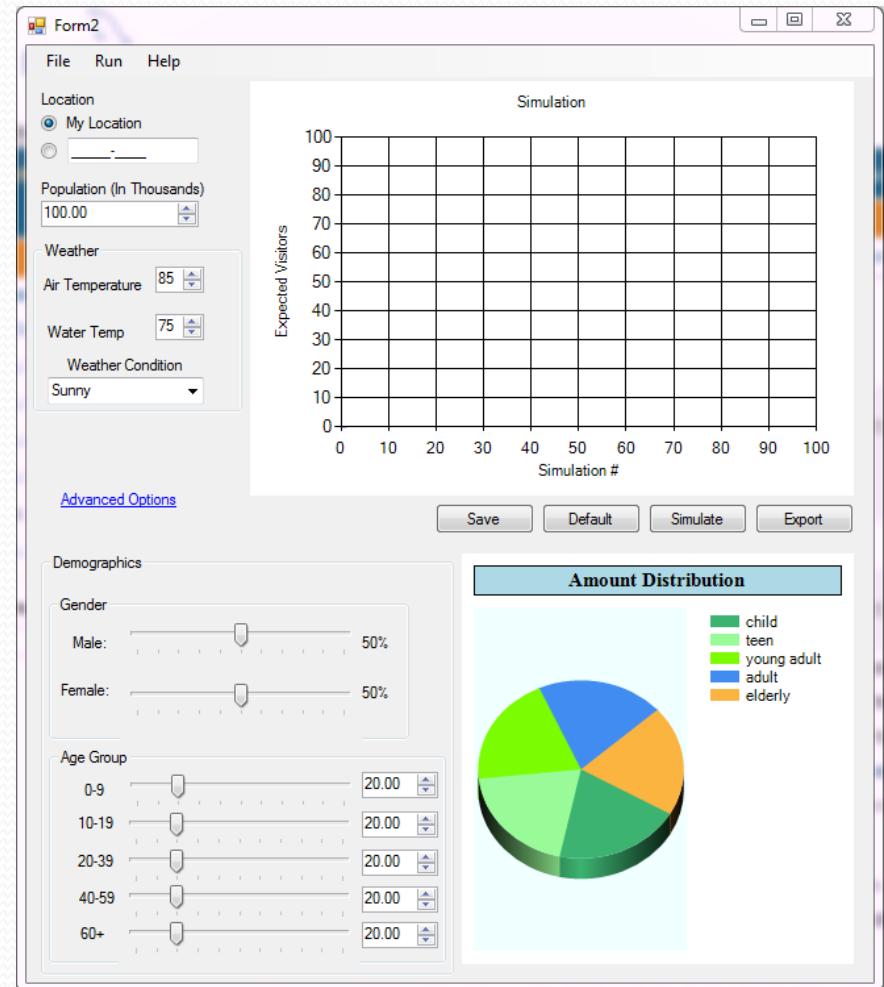 Form2
File Run Help
Location
My Location
_____-____
Population (In Thousands)
100.00
Weather
Air Temperature 85
Water Temp 75
Weather Condition
Sunny
Advanced Options
Simulation
Expected Visitors
100
90
80
70
60
50
40
30
20
10
0
0 10 20 30 40 50 60 70 80 90 100
Simulation #
Save Default Simulate Export
Demographics
Gender
Male: 50%
Female: 50%
Age Group
0-9 20.00
10-19 20.00
20-39 20.00
40-59 20.00
60+ 20.00
Amount Distribution
child
teen
young adult
adult
elderly